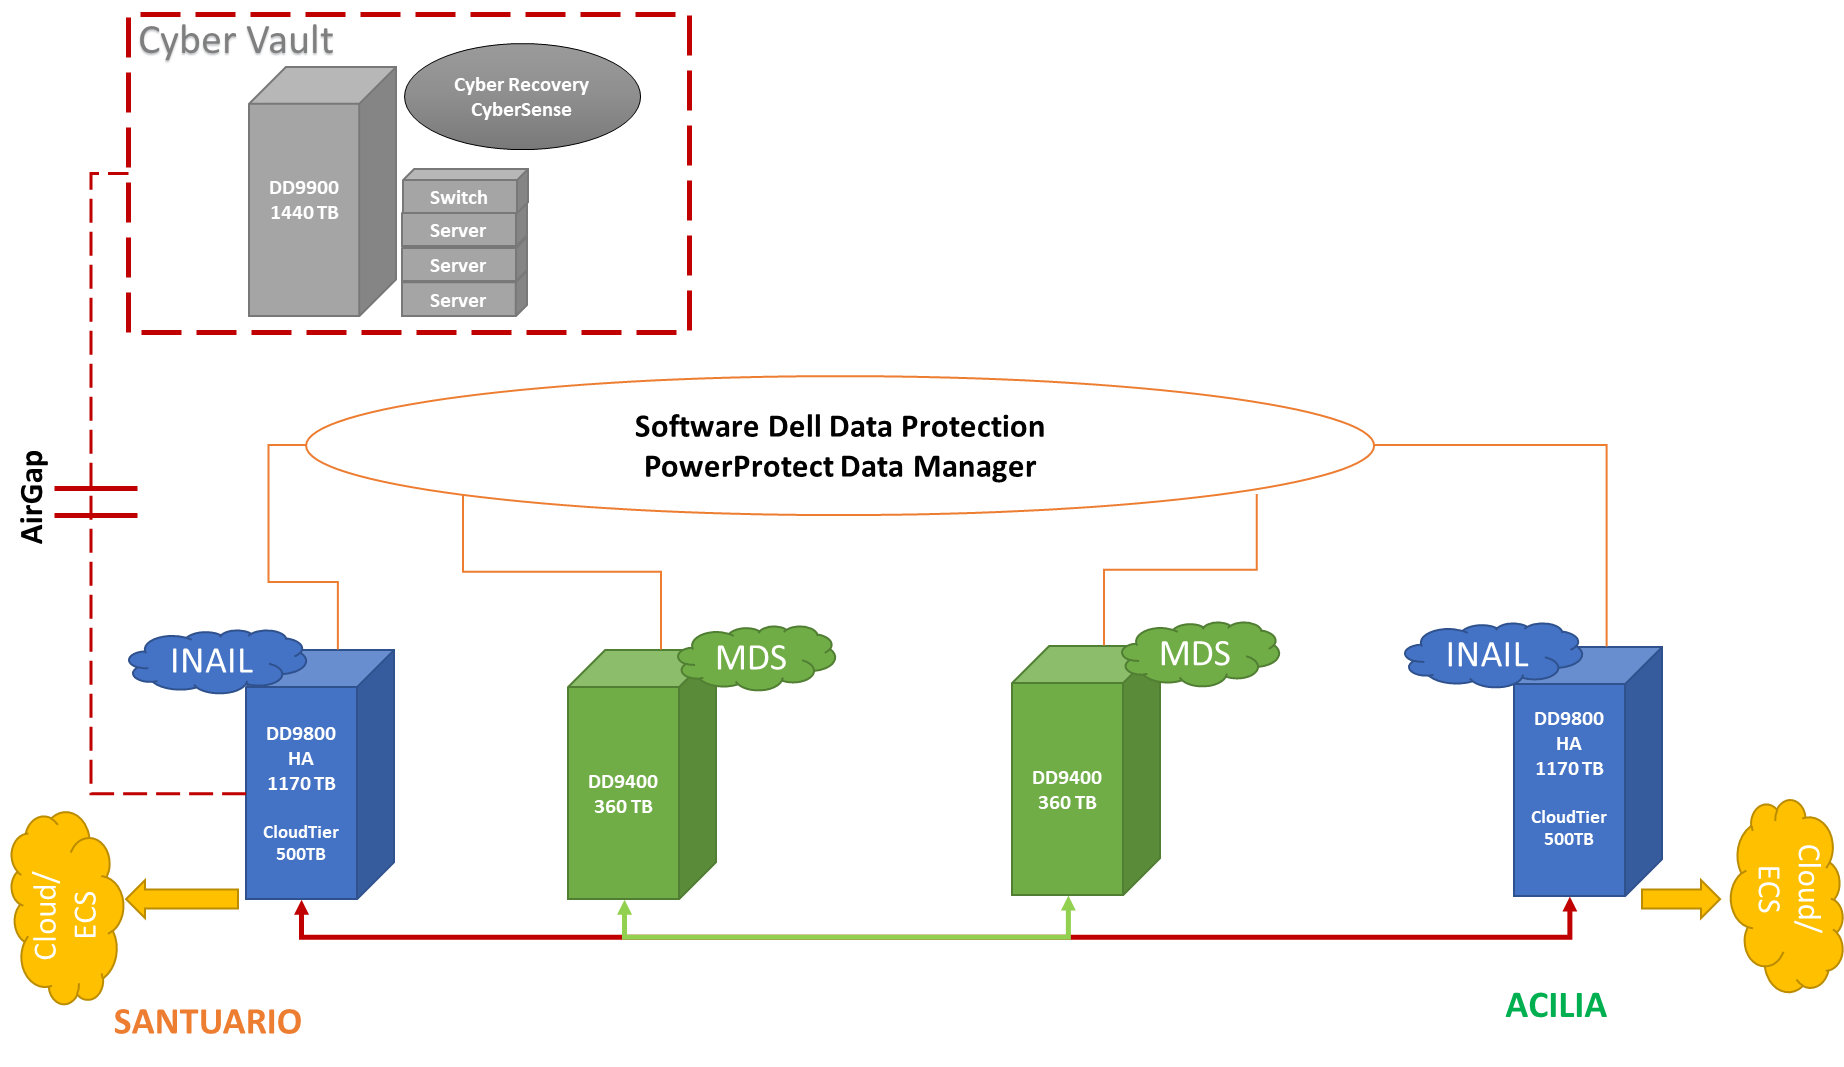 Cyber Vault
Cyber Recovery
CyberSense
DD9900
1440 TB
Switch
Server
Server
Server
Software Dell Data Protection
PowerProtect Data Manager
AirGap
INAIL
MDS
MDS
INAIL
DD9800
HA
1170 TB
CloudTier
500TB
DD9400
360 TB
DD9400
360 TB
DD9800
HA
1170 TB
CloudTier
500TB
Cloud/
ECS
Cloud/
ECS
SANTUARIO
ACILIA